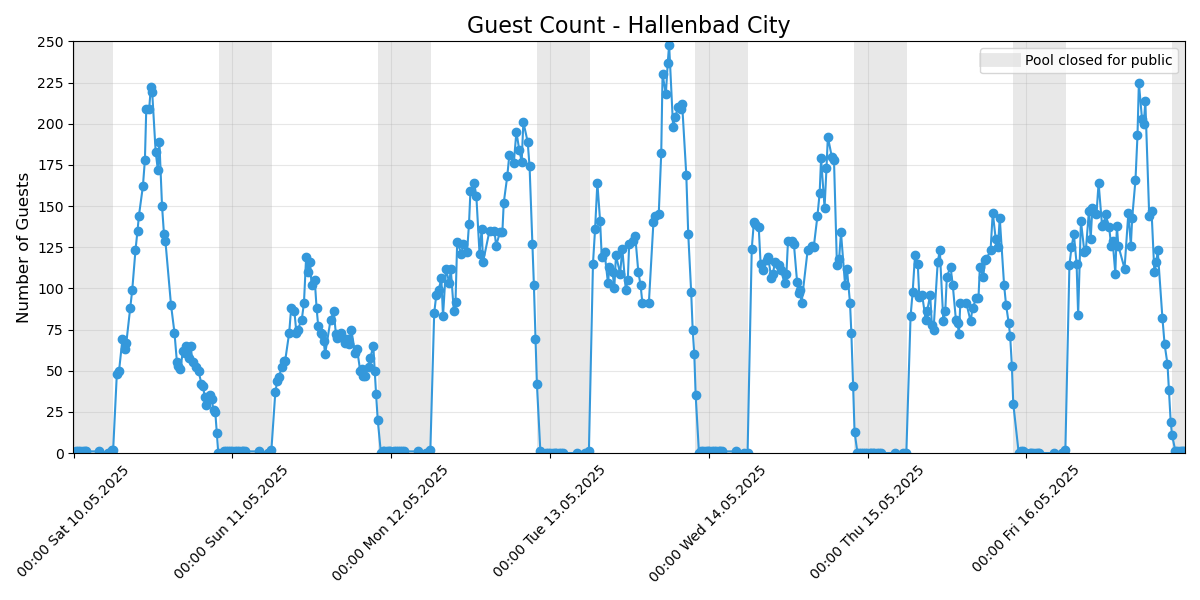 Guest Count - Hallenbad City
Pool closed for public
Number of Guests
250
225
200
175
150
125
100
75
50
25
0
00:00 Sat 10.05.2025
00:00 Sun 11.05.2025
00:00 Mon 12.05.2025
00:00 Tue 13.05.2025
00:00 Wed 14.05.2025
00:00 Thu 15.05.2025
00:00 Fri 16.05.2025